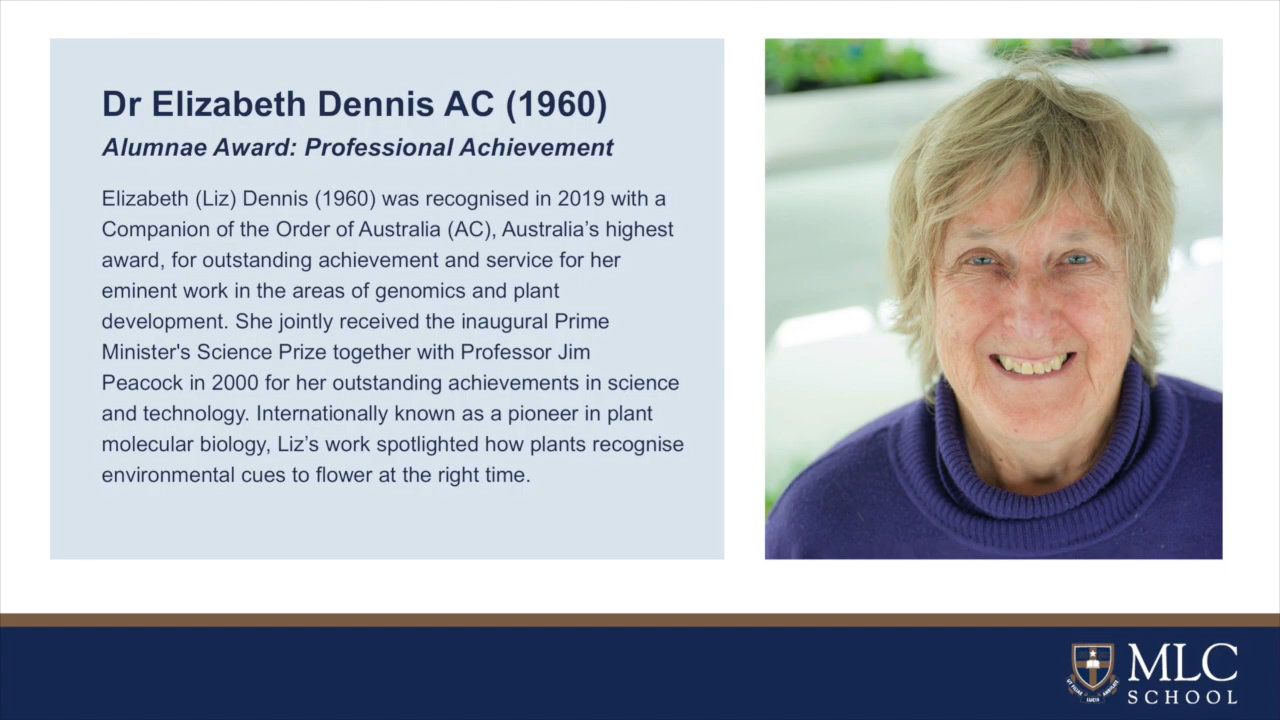 Dr Elizabeth Dennis AC (1960)
Alumnae Award: Professional Achievement
Elizabeth (Liz) Dennis (1960) was recognised in 2019 with a
Companion of the Order of Australia (AC), Australia’s highest
award, for outstanding achievement and service for her
eminent work in the areas of genomics and plant
development. She jointly received the inaugural Prime
Minister's Science Prize together with Professor Jim
Peacock in 2000 for her outstanding achievements in science
and technology. Internationally known as a pioneer in plant
molecular biology, Liz’s work spotlighted how plants recognise
environmental cues to flower at the right time.
MLC
SCHOOL